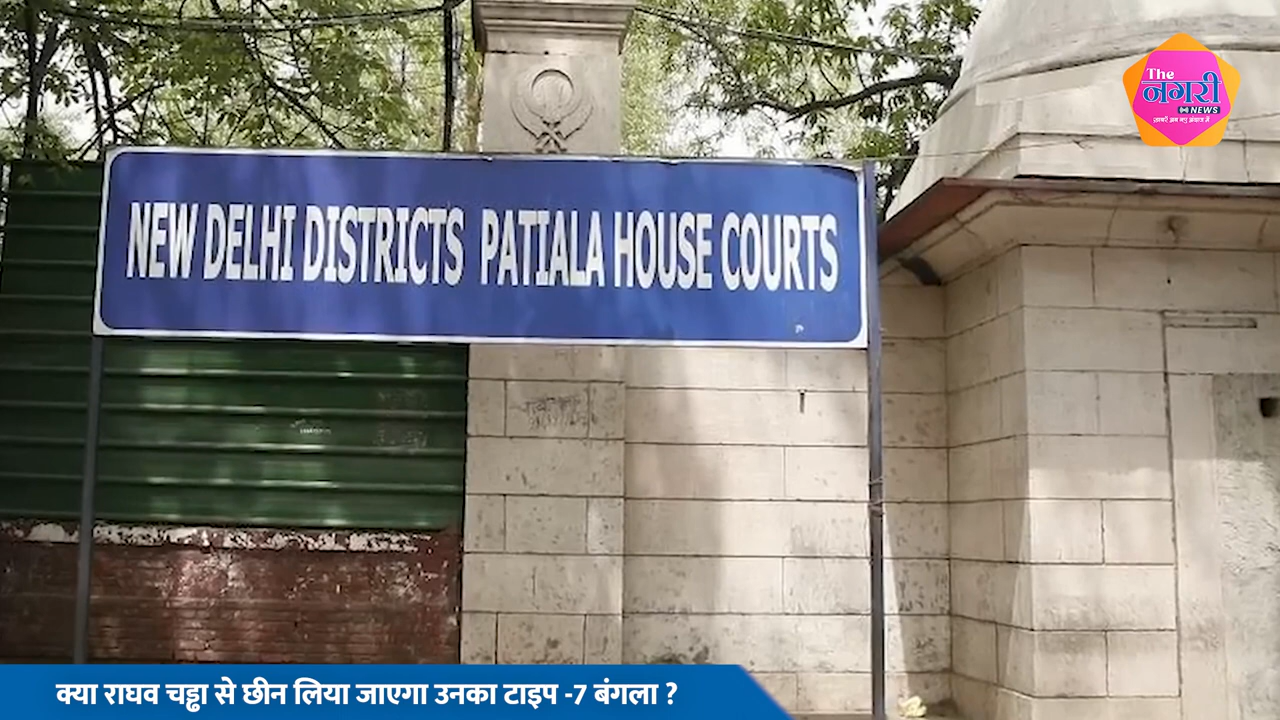 The
नगरी
NEWS
NEW DELHI DISTRICTS PATIALA HOUSE COURTS
क्या राघव चड्ढा से छीन लिया जाएगा उनका टाइप -7 बंगला ?